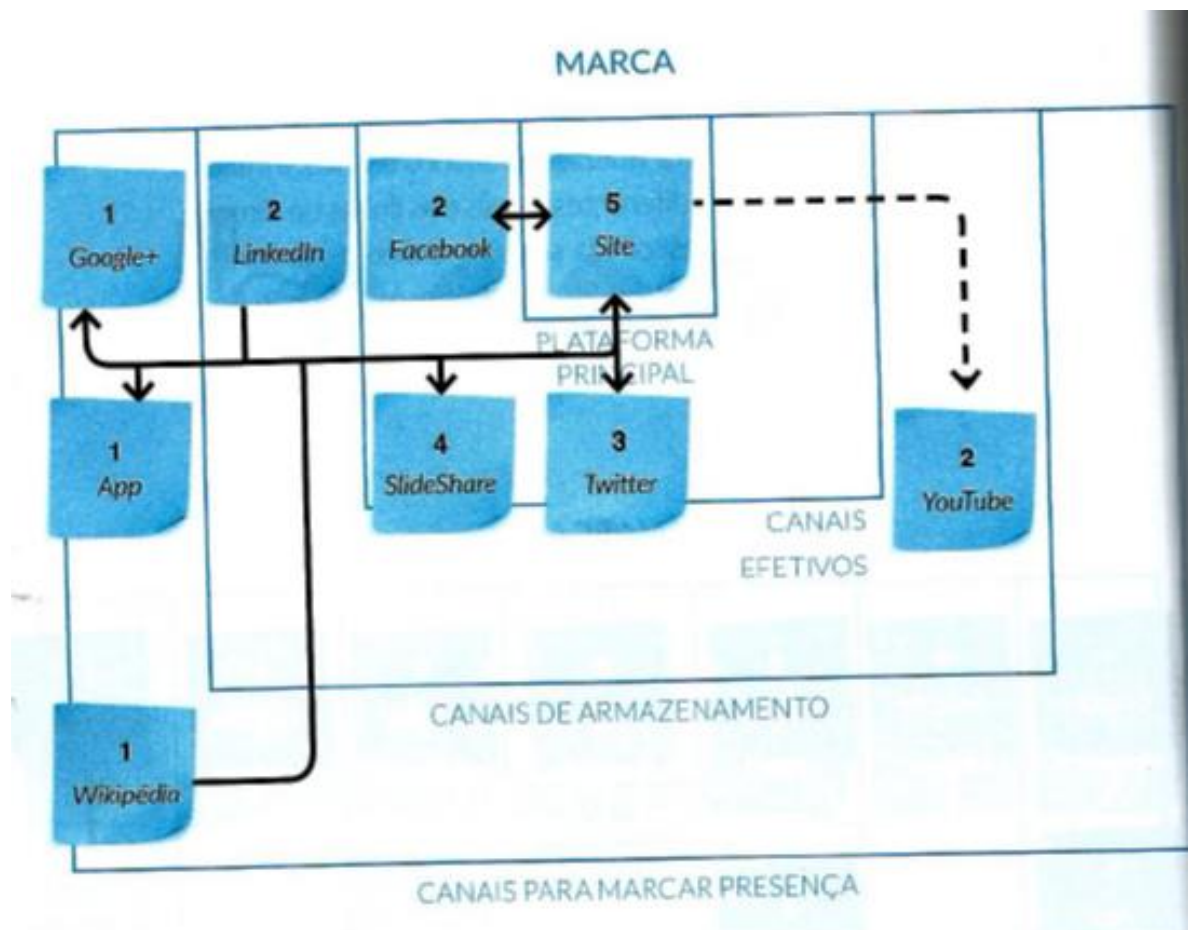 MARCA
1
Google+
2
LinkedIn
2
Facebook
5
Site
PLATAFORMA
PRINCIPAL
1
App
4
SlideShare
3
Twitter
2
YouTube
CANAIS
EFETIVOS
CANAIS DE ARMAZENAMENTO
1
Wikipédia
CANAIS PARA MARCAR PRESENÇA